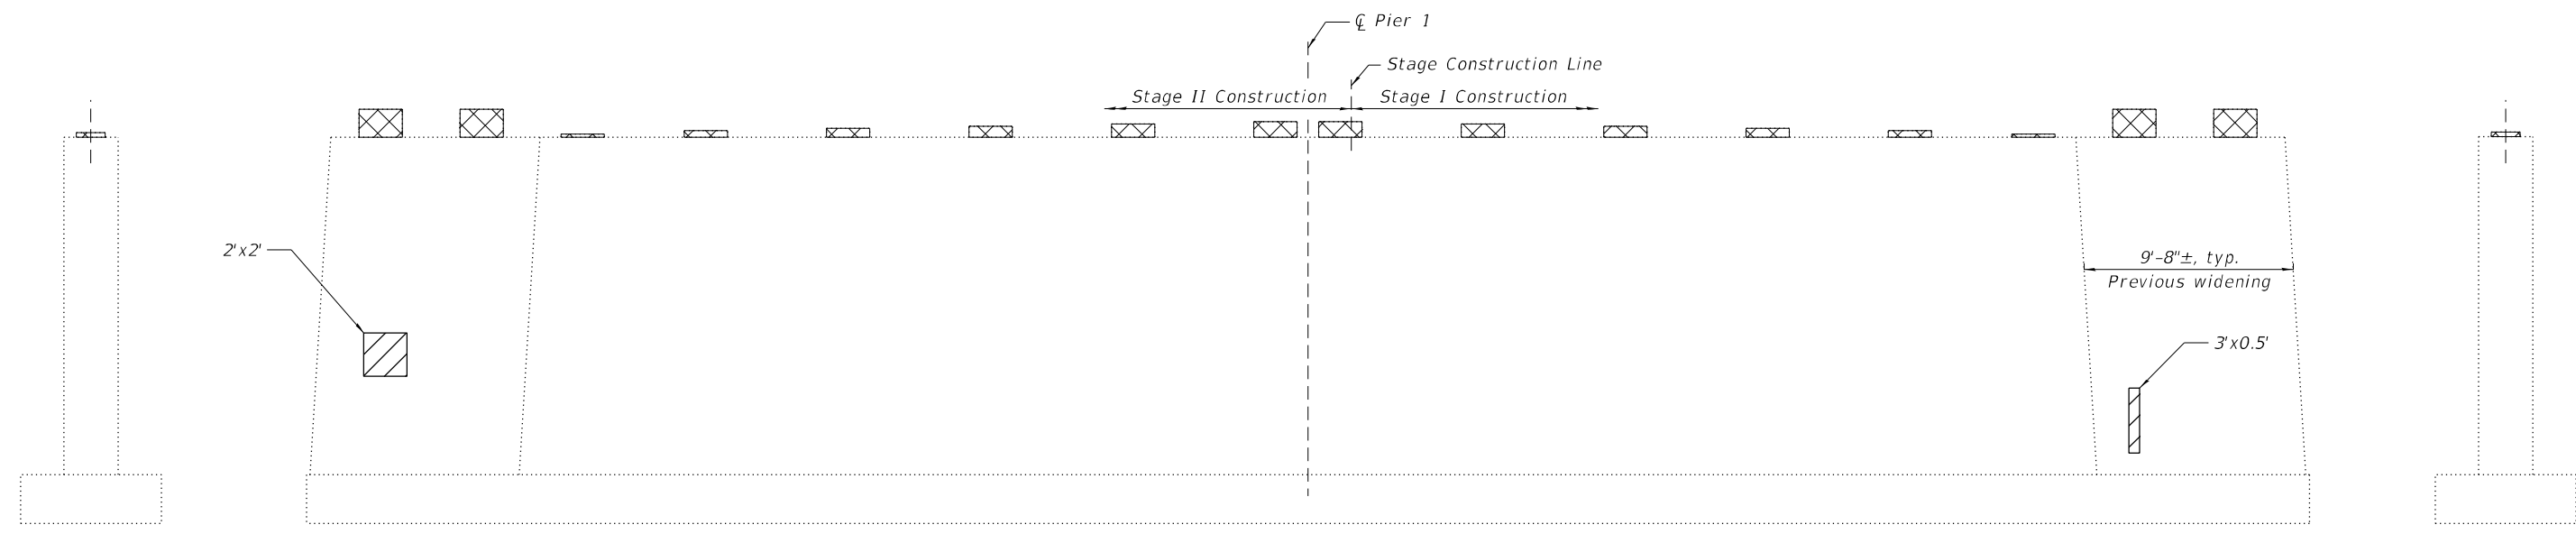 ℄ Pier 1
Stage Construction Line
Stage II Construction
Stage I Construction
2'x2'
9'-8"±, typ.
Previous widening
3'x0.5'